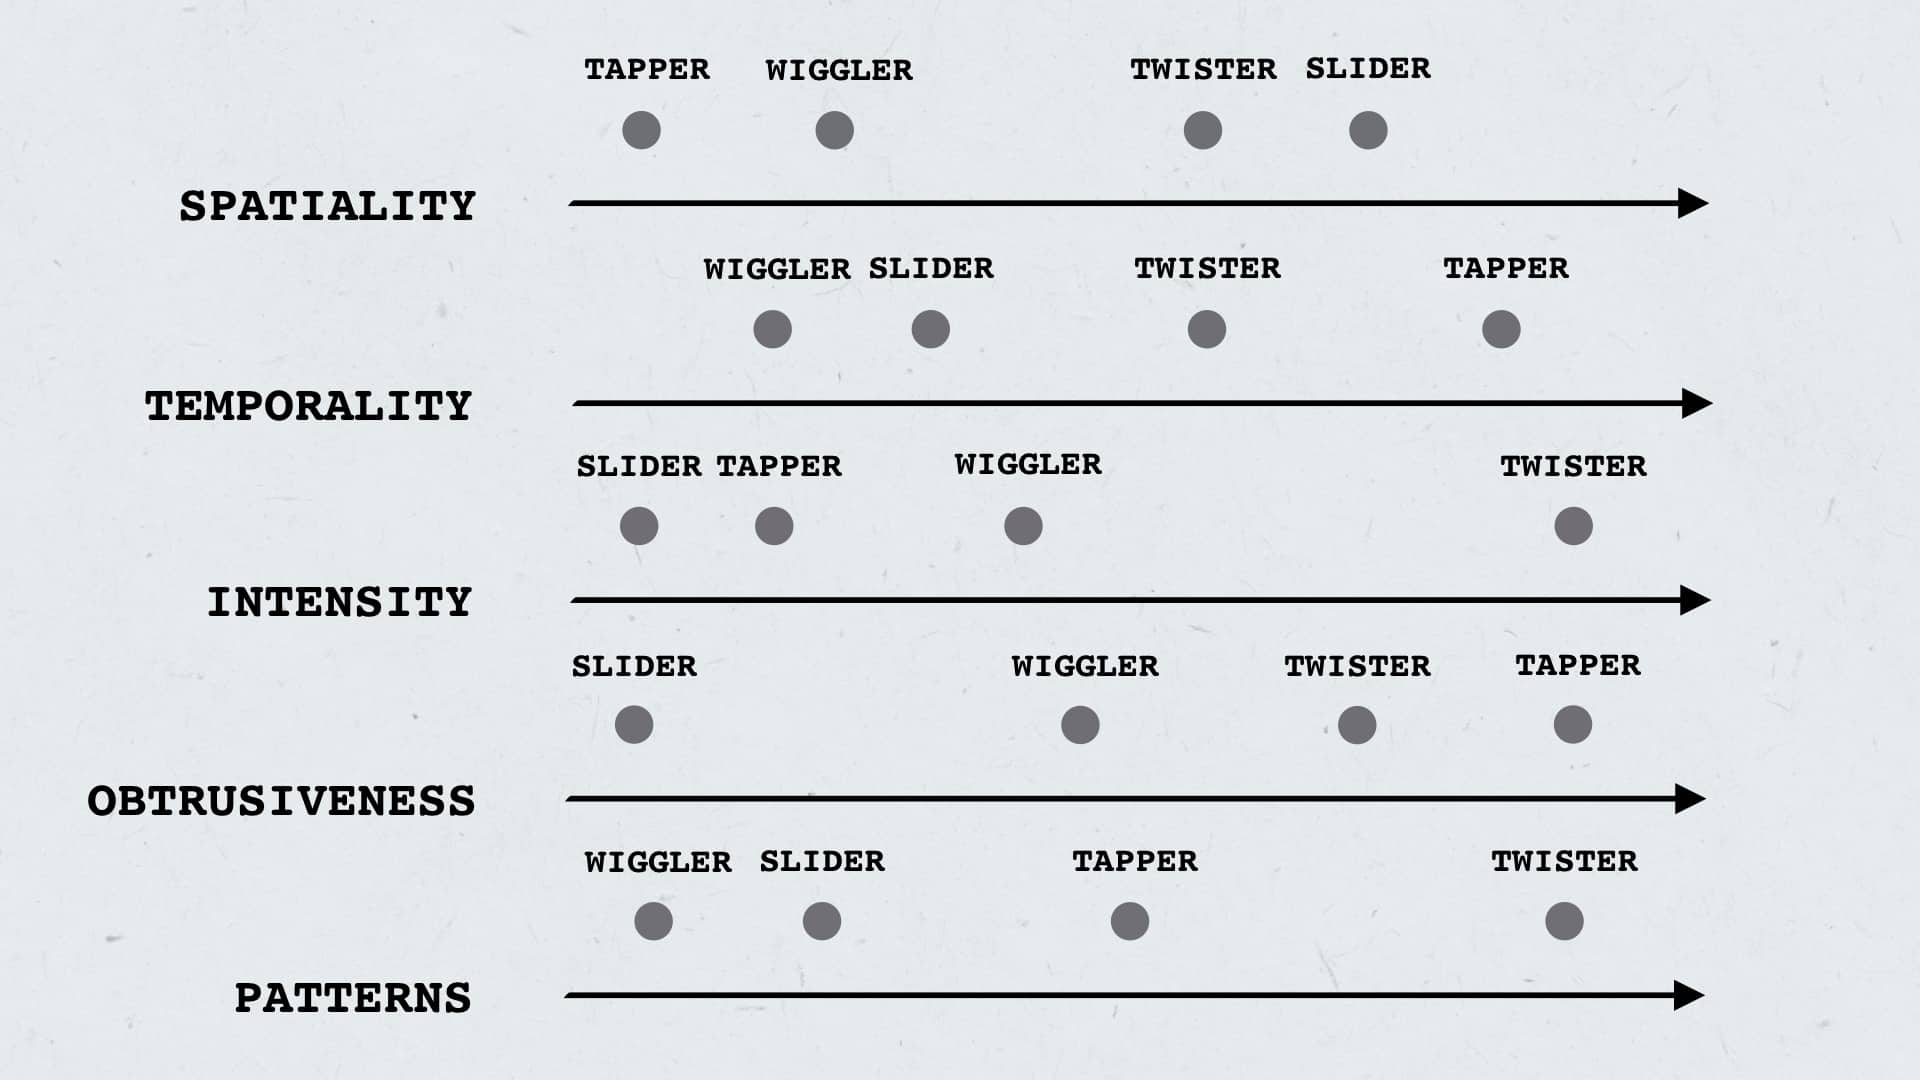 TAPPER WIGGLER TWISTER SLIDER
SPATIALITY
WIGGLER SLIDER TWISTER TAPPER
TEMPORALITY
SLIDER TAPPER WIGGLER TWISTER
INTENSITY
SLIDER WIGGLER TWISTER TAPPER
OBTRUSIVENESS
WIGGLER SLIDER TAPPER TWISTER
PATTERNS